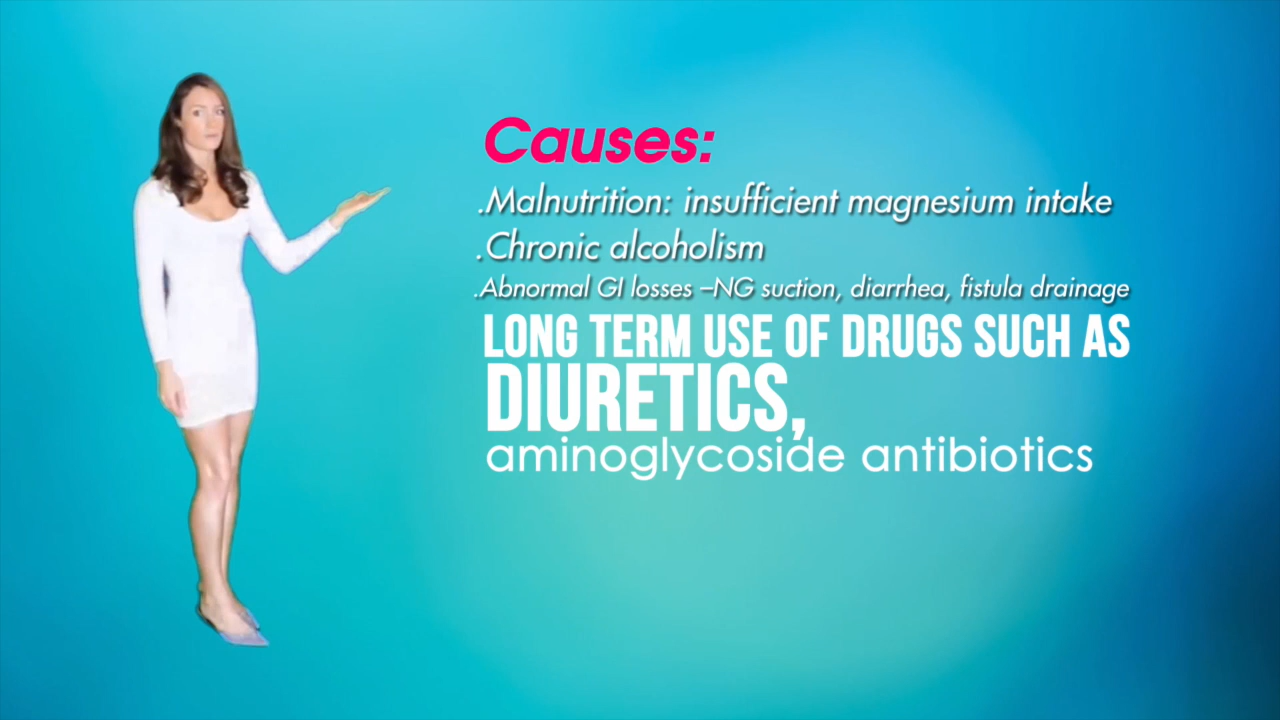 Causes:
.Malnutrition: insufficient magnesium intake
.Chronic alcoholism
.Abnormal GI losses –NG suction, diarrhea, fistula drainage
LONG TERM USE OF DRUGS SUCH AS
DIURETICS,
aminoglycoside antibiotics